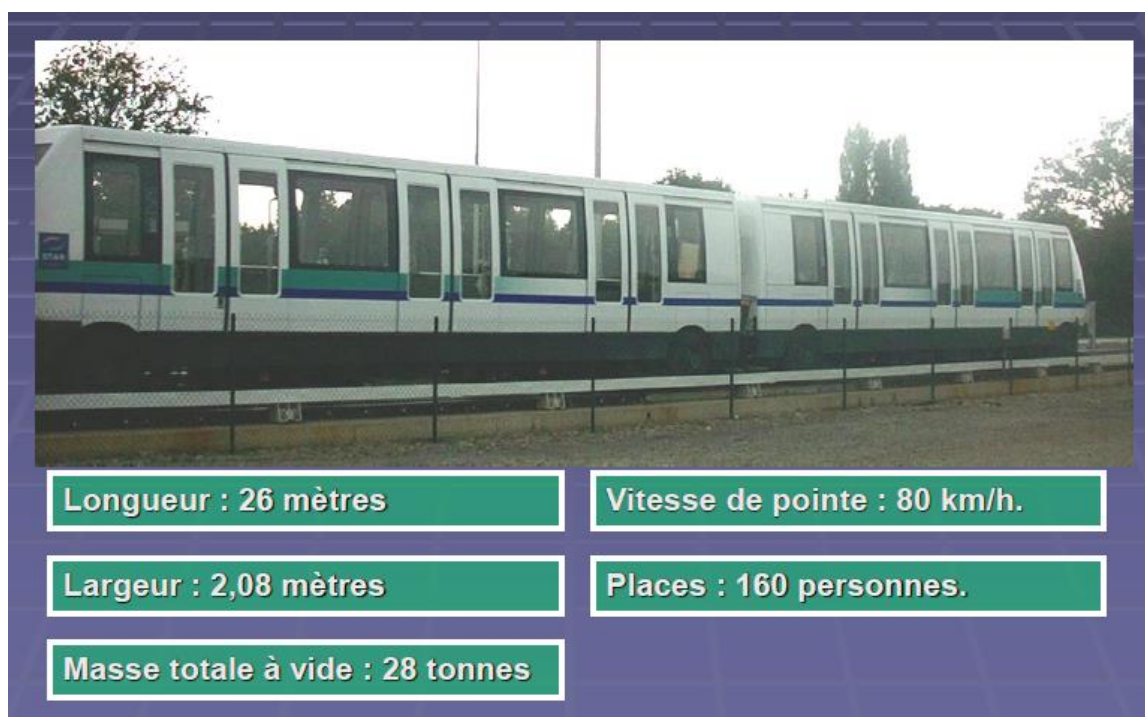 STAR
Longueur : 26 mètres
Vitesse de pointe : 80 km/h.
Largeur : 2,08 mètres
Places : 160 personnes.
Masse totale à vide : 28 tonnes